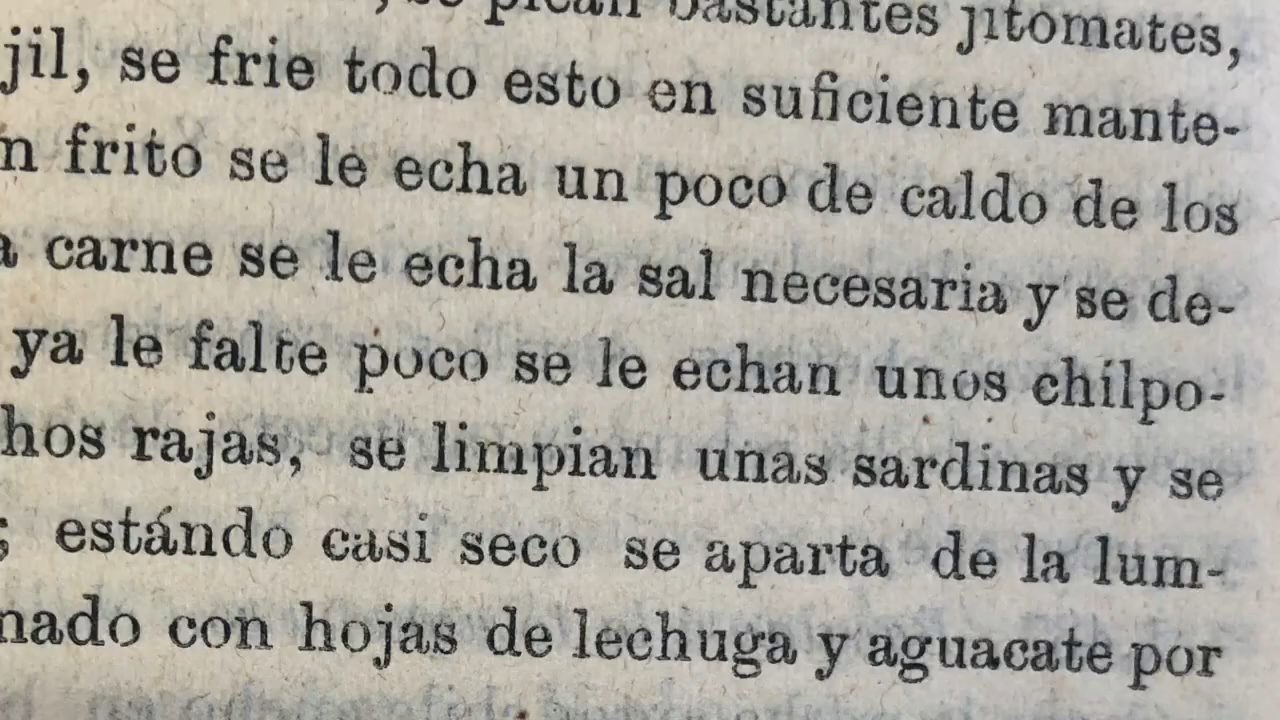 se pican bastantes jitomates,
jil, se frie todo esto en suficiente mante-
n frito se le echa un poco de caldo de los
a carne se le echa la sal necesaria y se de-
ya le falte poco se le echan unos chilpo-
hos rajas, se limpian unas sardinas y se
; estándo casi seco se aparta de la lum-
nado con hojas de lechuga y aguacate por